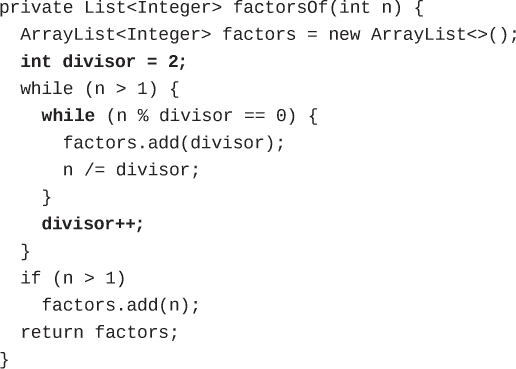 private List<Integer> factorsOf(int n) {
  ArrayList<Integer> factors = new ArrayList<>();
  int divisor = 2;
  while (n > 1) {
    while (n % divisor == 0) {
      factors.add(divisor);
      n /= divisor;
    }
    divisor++;
  }
  if (n > 1)
    factors.add(n);
  return factors;
}